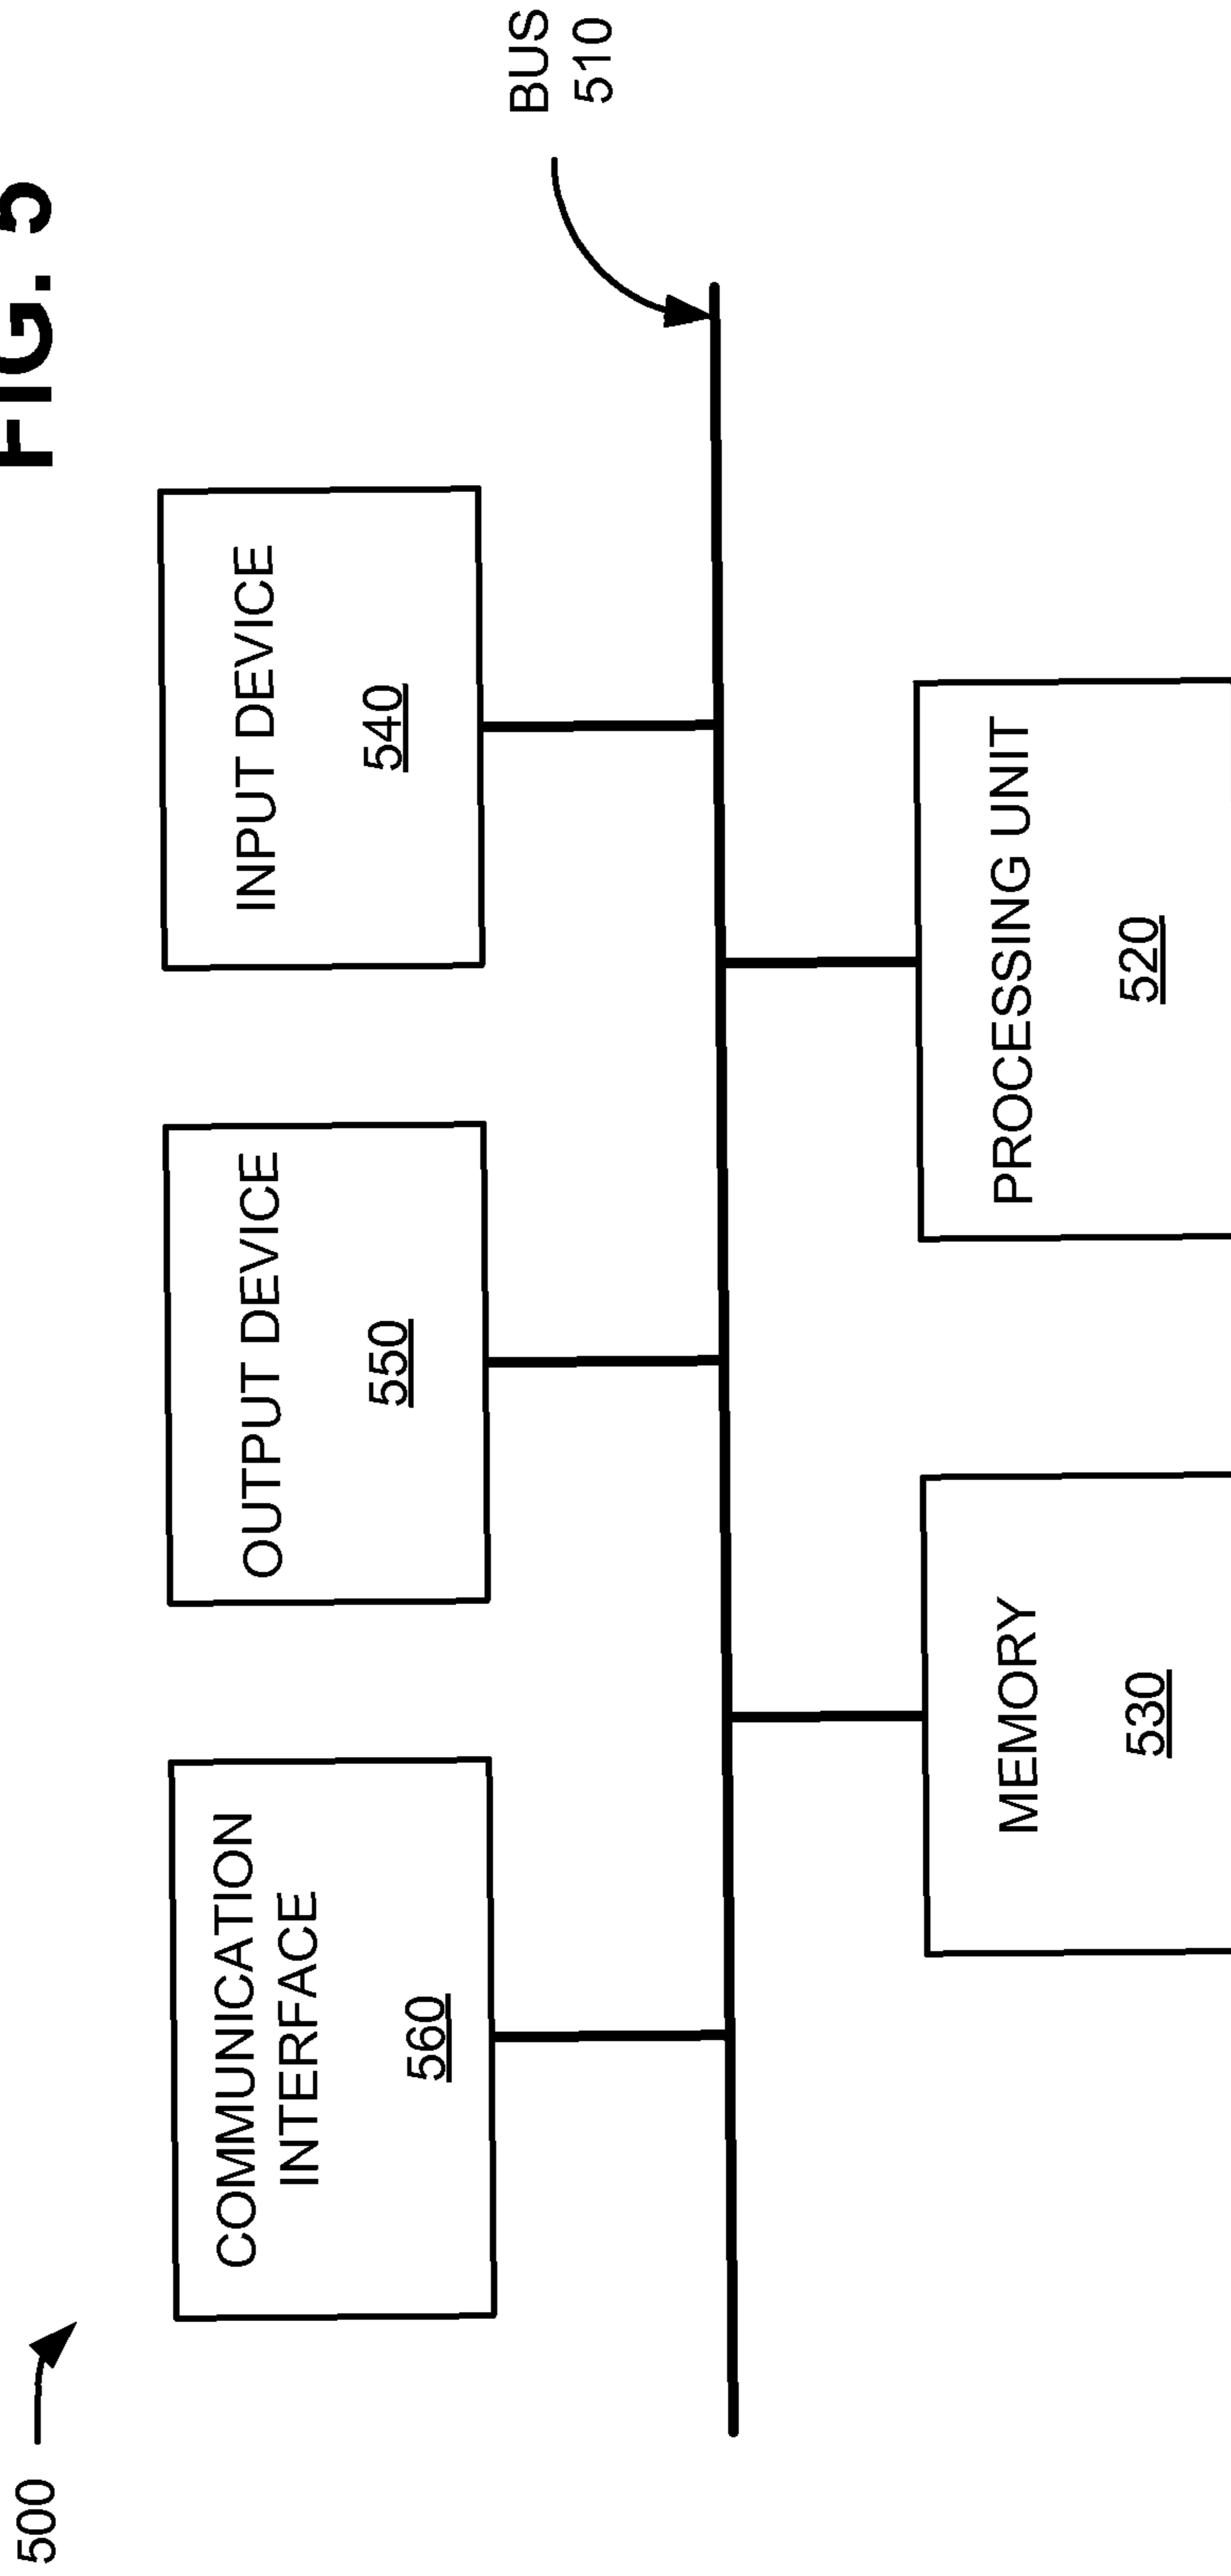 FIG. 5
500
COMMUNICATION
INTERFACE
560
OUTPUT DEVICE
550
INPUT DEVICE
540
BUS
510
MEMORY
530
PROCESSING UNIT
520